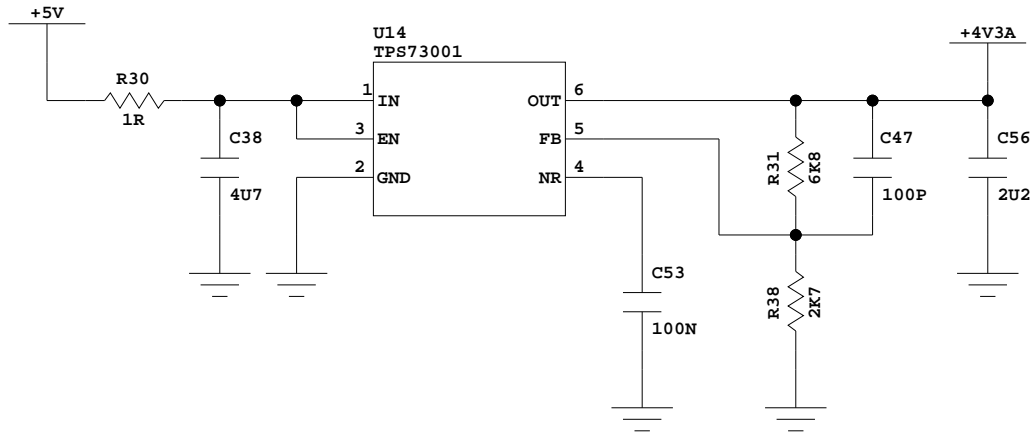 +5V
U14
TPS73001
+4V3A
R30
1R
1 IN
OUT 6
3 EN
FB 5
2 GND
NR 4
C38
4U7
R31
6K8
C47
100P
C56
2U2
C53
100N
R38
2K7